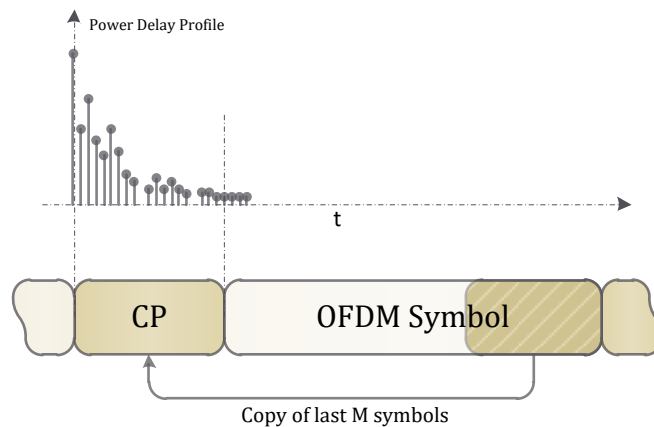 Power Delay Profile
t
CP
OFDM Symbol
Copy of last M symbols